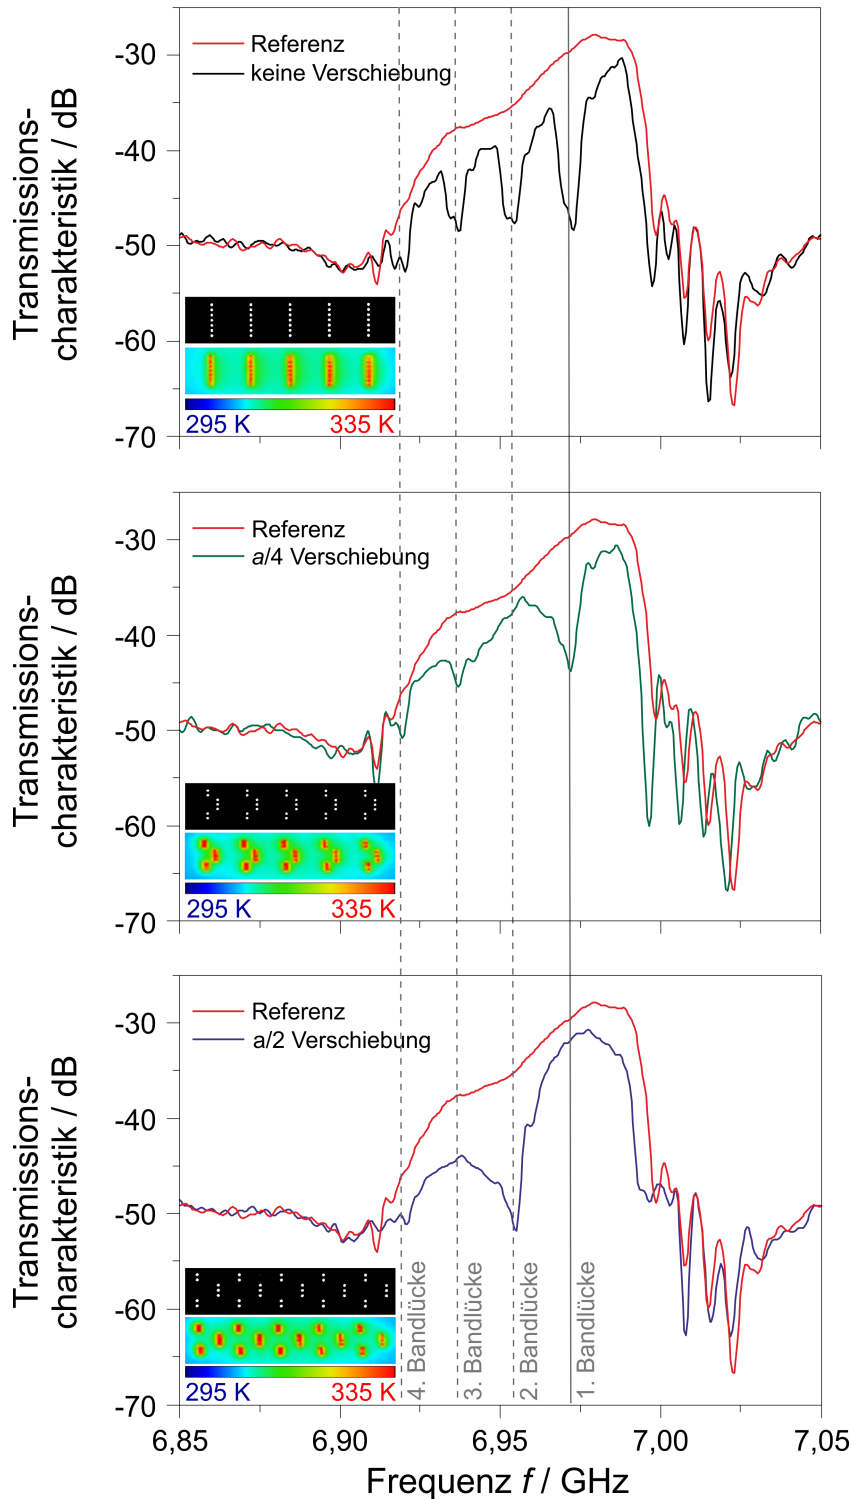 Transmissions-
charakteristik / dB
-30
-40
-50
-60
-70
Referenz
keine Verschiebung
295 K
335 K
Transmissions-
charakteristik / dB
-30
-40
-50
-60
-70
Referenz
a/4 Verschiebung
295 K
335 K
Transmissions-
charakteristik / dB
-30
-40
-50
-60
-70
Referenz
a/2 Verschiebung
295 K
335 K
4. Bandlücke
3. Bandlücke
2. Bandlücke
1. Bandlücke
6,85
6,90
6,95
7,00
7,05
Frequenz f / GHz